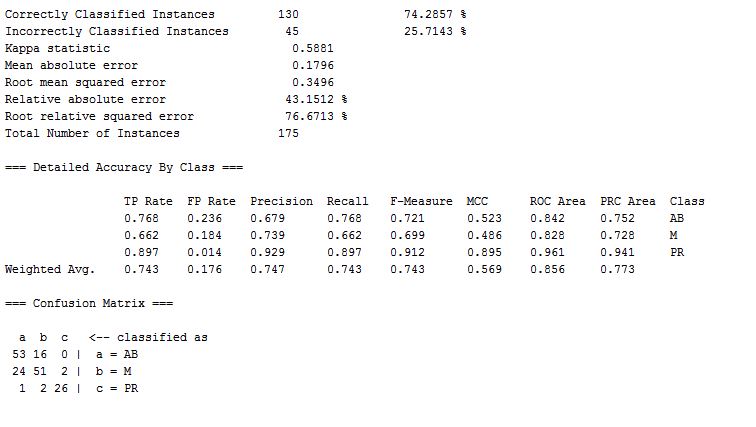 Correctly Classified Instances 130 74.2857 %
Incorrectly Classified Instances 45 25.7143 %
Kappa statistic 0.5881
Mean absolute error 0.1796
Root mean squared error 0.3496
Relative absolute error 43.1512 %
Root relative squared error 76.6713 %
Total Number of Instances 175
=== Detailed Accuracy By Class ===
TP Rate FP Rate Precision Recall F-Measure MCC ROC Area PRC Area Class
0.768 0.236 0.679 0.768 0.721 0.523 0.842 0.752 AB
0.662 0.184 0.739 0.662 0.699 0.486 0.828 0.728 M
0.897 0.014 0.929 0.897 0.912 0.895 0.961 0.941 PR
Weighted Avg. 0.743 0.176 0.747 0.743 0.743 0.569 0.856 0.773
=== Confusion Matrix ===
a b c <-- classified as
53 16 0 | a = AB
24 51 2 | b = M
1 2 26 | c = PR